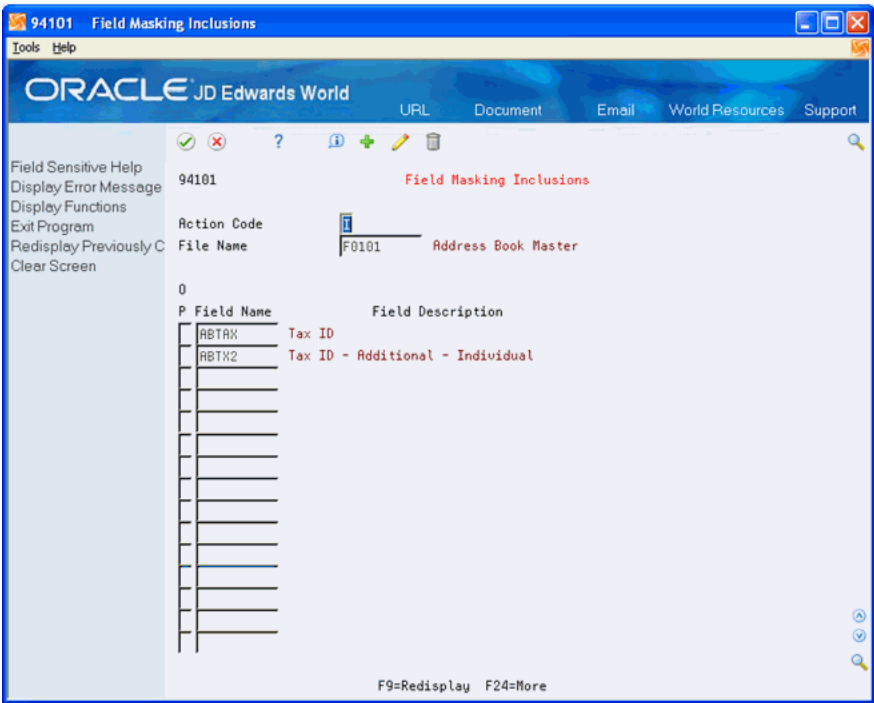 94101 Field Masking Inclusions
Tools Help
ORACLE JD Edwards World
URL Document Email World Resources Support
Field Sensitive Help
Display Error Message
Display Functions
Exit Program
Redisplay Previously C
Clear Screen
94101 Field Masking Inclusions
Action Code I
File Name F0101 Address Book Master
O
P Field Name Field Description
ABTAX Tax ID
ABTX2 Tax ID - Additional - Individual
F9=Redisplay F24=More